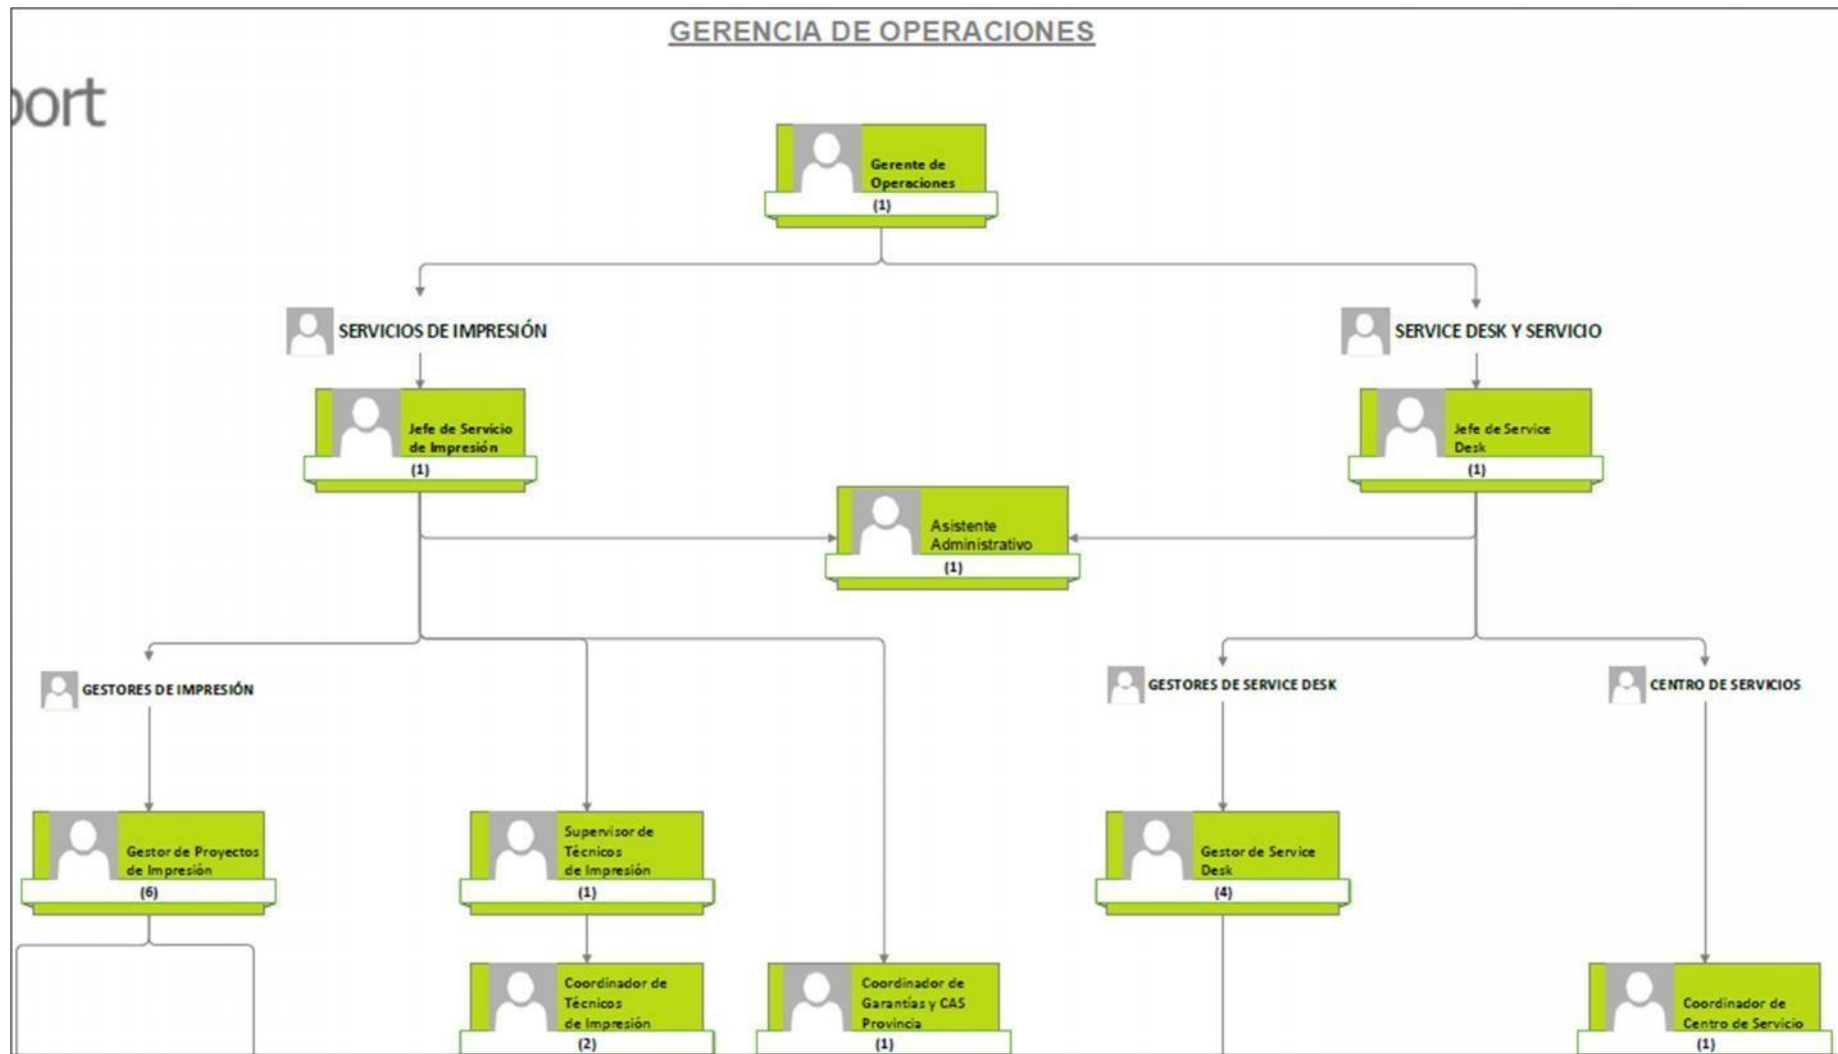 GERENCIA DE OPERACIONES
port
Gerente de
Operaciones
(1)
SERVICIOS DE IMPRESIÓN
SERVICE DESK Y SERVICIO
Jefe de Servicio
de Impresión
(1)
Jefe de Service
Desk
(1)
Asistente
Administrativo
(1)
GESTORES DE IMPRESIÓN
GESTORES DE SERVICE DESK
CENTRO DE SERVICIOS
Gestor de Proyectos
de Impresión
(6)
Supervisor de
Técnicos
de Impresión
(1)
Gestor de Service
Desk
(4)
Coordinador de
Técnicos
de Impresión
(2)
Coordinador de
Garantías y CAS
Provincia
(1)
Coordinador de
Centro de Servicio
(1)